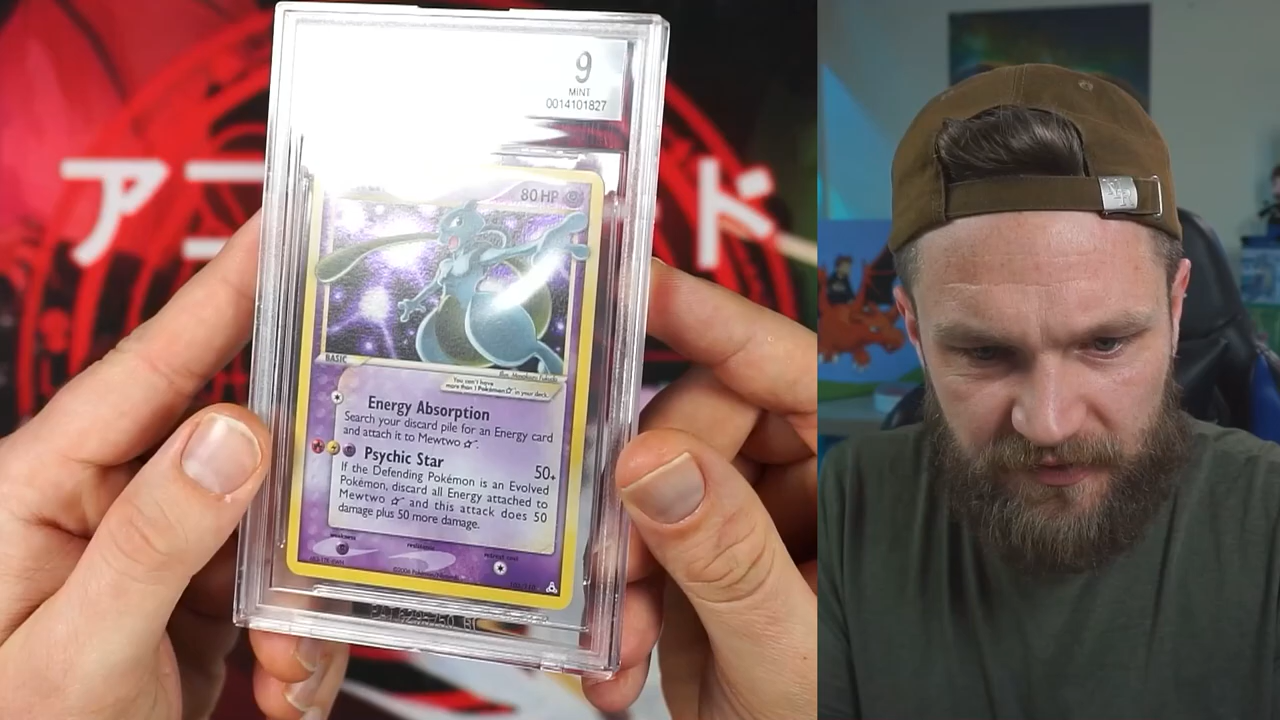 9
MINT
0014101827
ア
ド
80 HP
BASIC
You can't have
more than 1 Pokémon ☆ in your deck.
Energy Absorption
Search your discard pile for an Energy card
and attach it to Mewtwo ☆.
Psychic Star 50+
If the Defending Pokémon is an Evolved
Pokémon, discard all Energy attached to
Mewtwo ☆ and this attack does 50
damage plus 50 more damage.
weakness
resistance
retreat cost